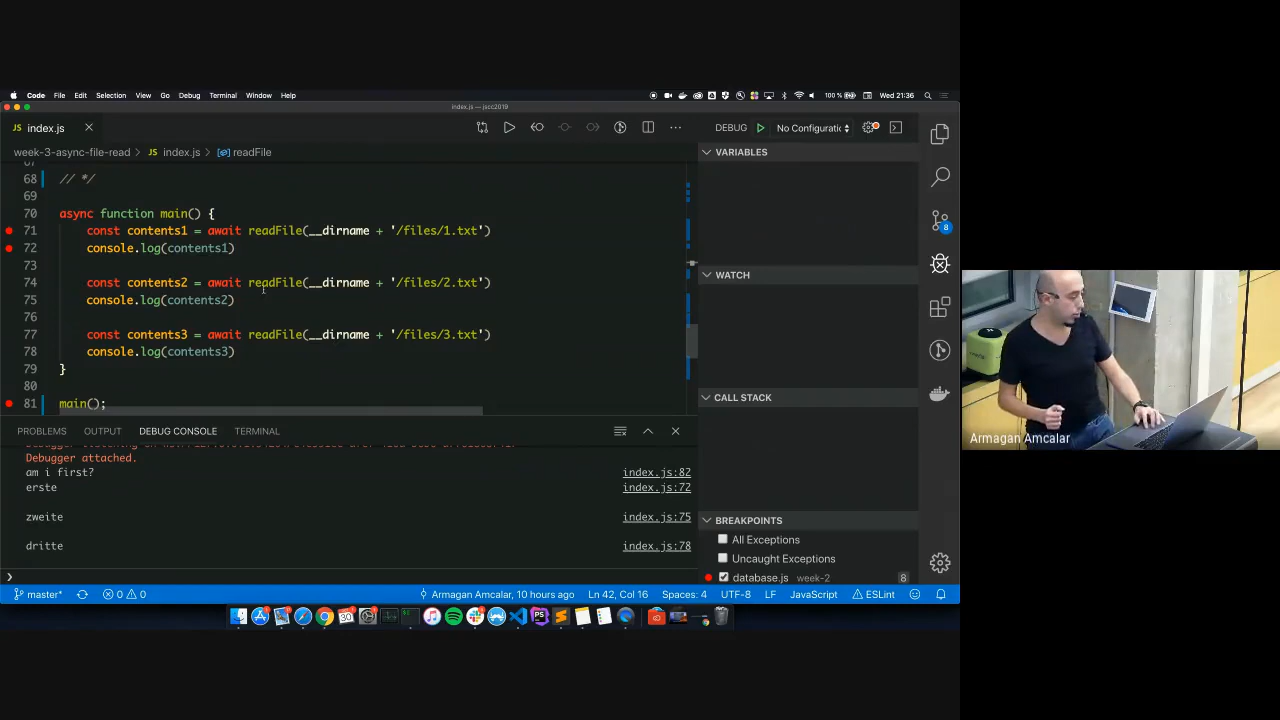 Code File Edit Selection View Go Debug Terminal Window Help 100% Wed 21:36
index.js — jscc2019
JS index.js
DEBUG No Configuratic
week-3-async-file-read JS index.js readFile
VARIABLES
68 // */
69
70 async function main() {
71 const contents1 = await readFile(__dirname + '/files/1.txt')
72 console.log(contents1)
73
74 const contents2 = await readFile(__dirname + '/files/2.txt')
75 console.log(contents2)
76
77 const contents3 = await readFile(__dirname + '/files/3.txt')
78 console.log(contents3)
79 }
80
81 main();
WATCH
8
CALL STACK
PROBLEMS OUTPUT DEBUG CONSOLE TERMINAL
Debugger attached.
am i first? index.js:82
erste index.js:72
zweite index.js:75
dritte index.js:78
BREAKPOINTS
All Exceptions
Uncaught Exceptions
database.js week-2 8
master* 0 0 Armagan Amcalar, 10 hours ago Ln 42, Col 16 Spaces: 4 UTF-8 LF JavaScript ESLint
Armagan Amcalar